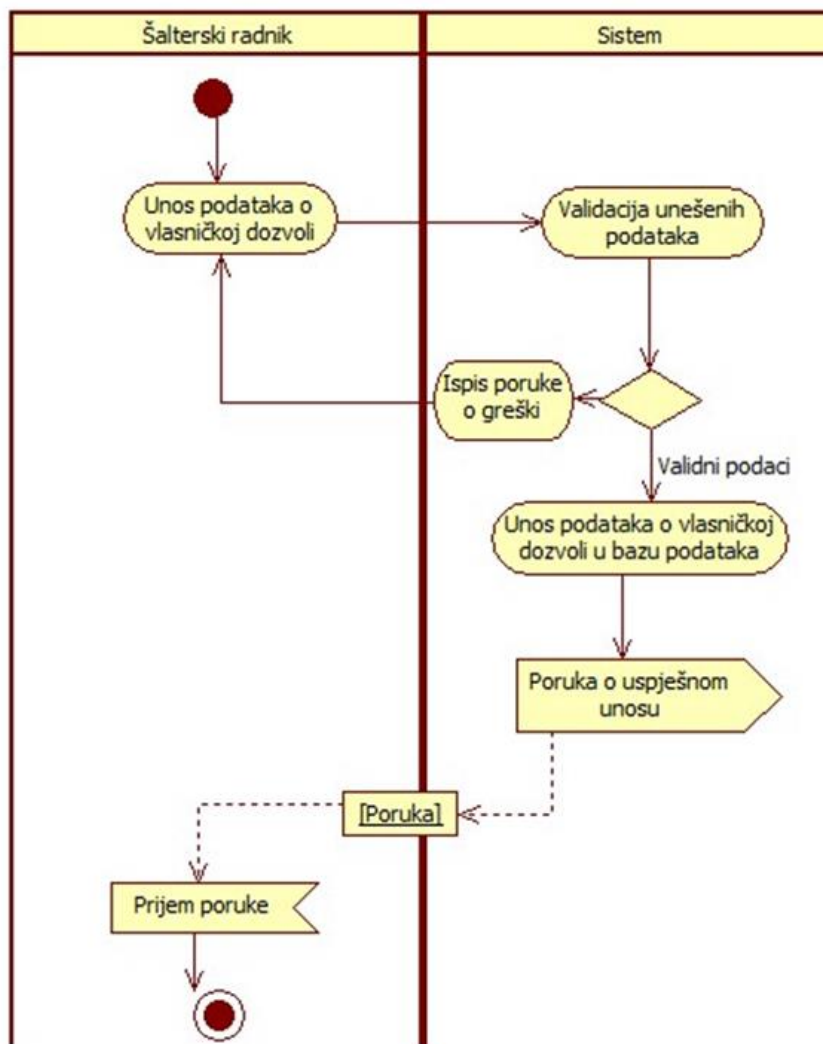 Šalterski radnik
Sistem
Unos podataka o
vlasničkoj dozvoli
Validacija unešenih
podataka
Ispis poruke
o greški
Validni podaci
Unos podataka o vlasničkoj
dozvoli u bazu podataka
Poruka o uspješnom
unosu
[Poruka]
Prijem poruke